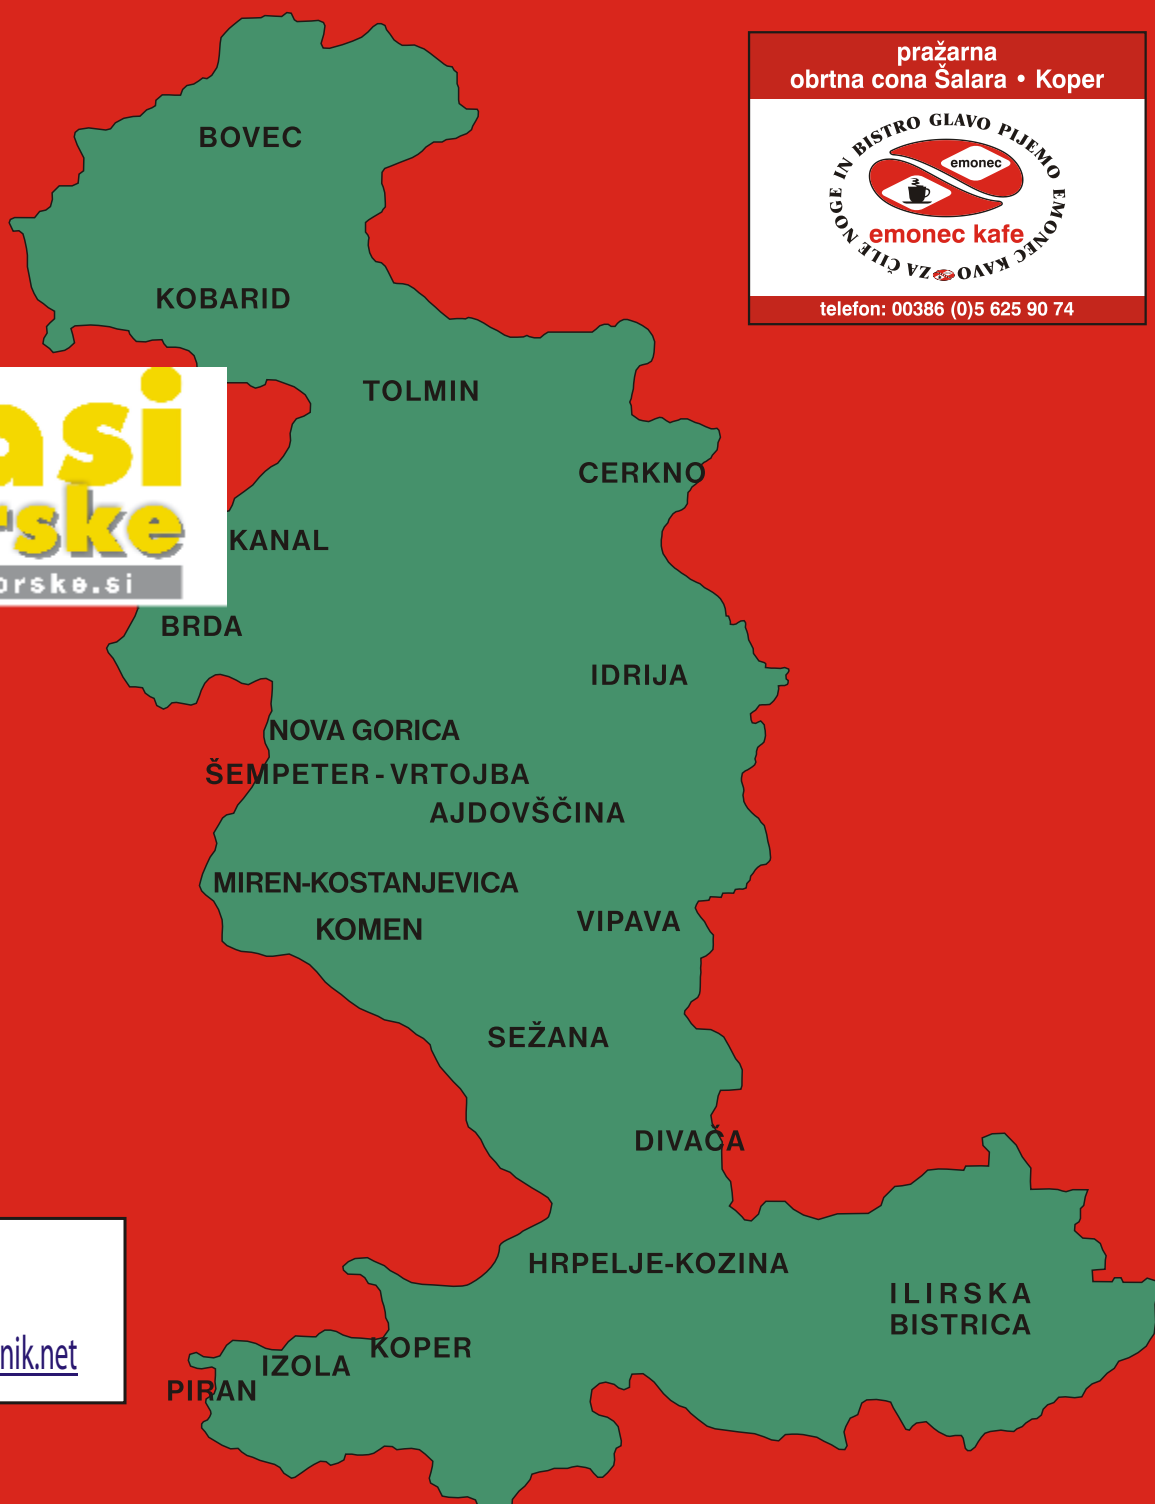 pražarna
obrtna cona Šalara • Koper
ZA ČILE NOGE IN BISTRO GLAVO PIJEMO EMONEC KAVO
emonec
emonec kafe
telefon: 00386 (0)5 625 90 74
BOVEC
KOBARID
TOLMIN
asi
rske
orske.si
CERKNO
KANAL
BRDA
IDRIJA
NOVA GORICA
ŠEMPETER - VRTOJBA
AJDOVŠČINA
MIREN-KOSTANJEVICA
VIPAVA
KOMEN
SEŽANA
DIVAČA
HRPELJE-KOZINA
ILIRSKA
BISTRICA
nik.net
KOPER
IZOLA
PIRAN